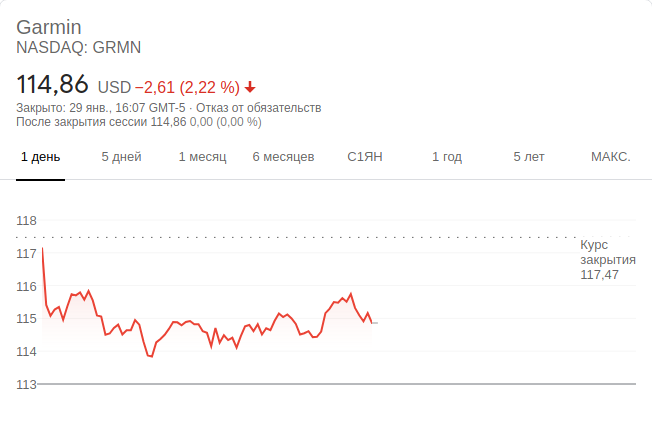 Garmin
NASDAQ: GRMN
114,86 USD −2,61 (2,22 %)
Закрыто: 29 янв., 16:07 GMT-5 · Отказ от обязательств
После закрытия сессии 114,86 0,00 (0,00 %)
1 день 5 дней 1 месяц 6 месяцев С1ЯН 1 год 5 лет МАКС.
118
117
116
115
114
113
Курс
закрытия
117,47